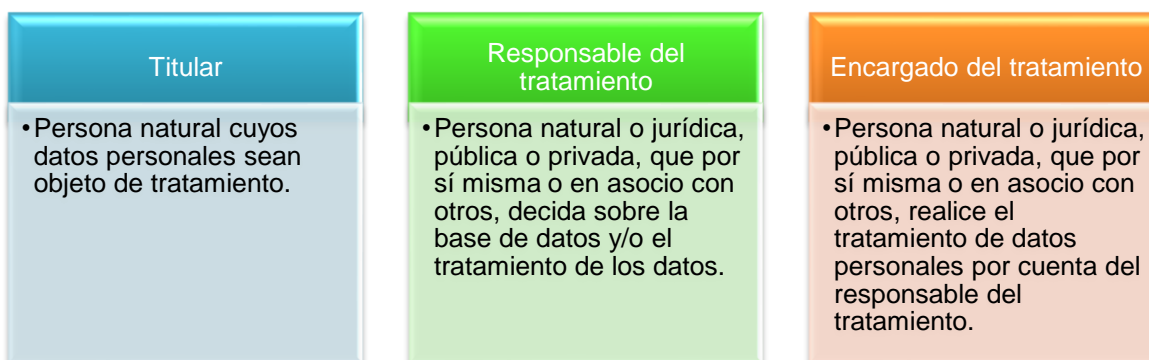 Titular
•Persona natural cuyos
datos personales sean
objeto de tratamiento.
Responsable del
tratamiento
•Persona natural o jurídica,
pública o privada, que por
sí misma o en asocio con
otros, decida sobre la
base de datos y/o el
tratamiento de los datos.
Encargado del tratamiento
•Persona natural o jurídica,
pública o privada, que por
sí misma o en asocio con
otros, realice el
tratamiento de datos
personales por cuenta del
responsable del
tratamiento.